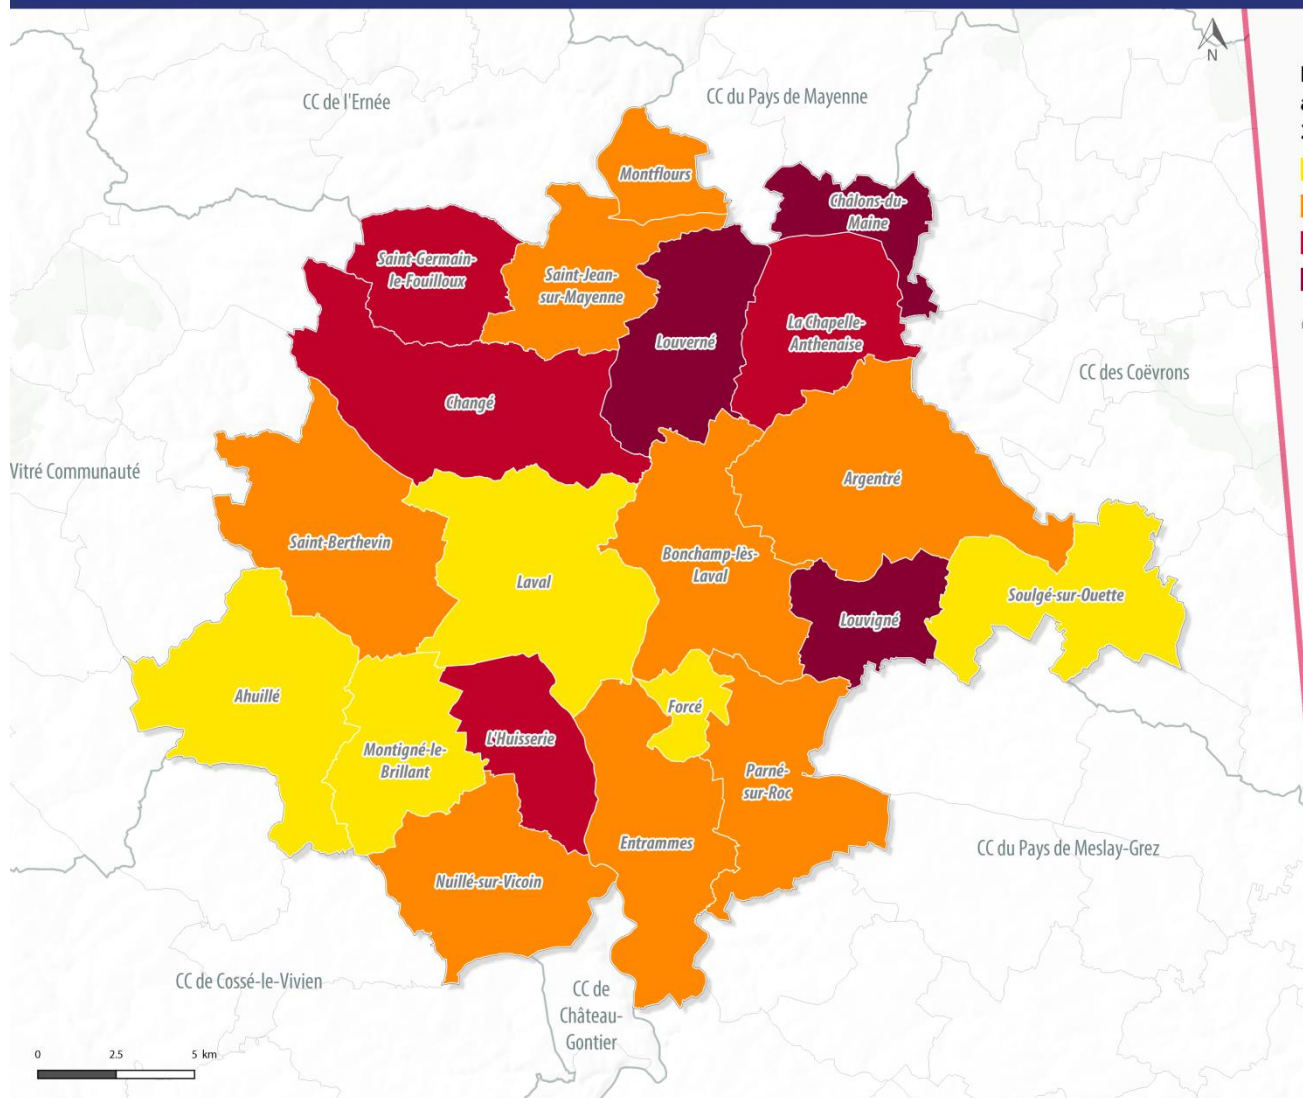 N
CC de l'Ernée
CC du Pays de Mayenne
Montflours
Châlons-du-
Maine
Saint-Germain-
le-Fouilloux
Saint-Jean-
sur-Mayenne
Louverné
La Chapelle-
Anthenaise
CC des Coëvrons
Changé
Vitré Communauté
Argentré
Saint-Berthevin
Bonchamp-lès-
Laval
Laval
Soulgé-sur-Ouette
Louvigné
Ahuillé
Forcé
L'Huisserie
Montigné-le-
Brillant
Parné-
sur-Roc
Entrammes
CC du Pays de Meslay-Grez
Nuillé-sur-Vicoin
CC de Cossé-le-Vivien
CC de
Château-
Gontier
0 2.5 5 km